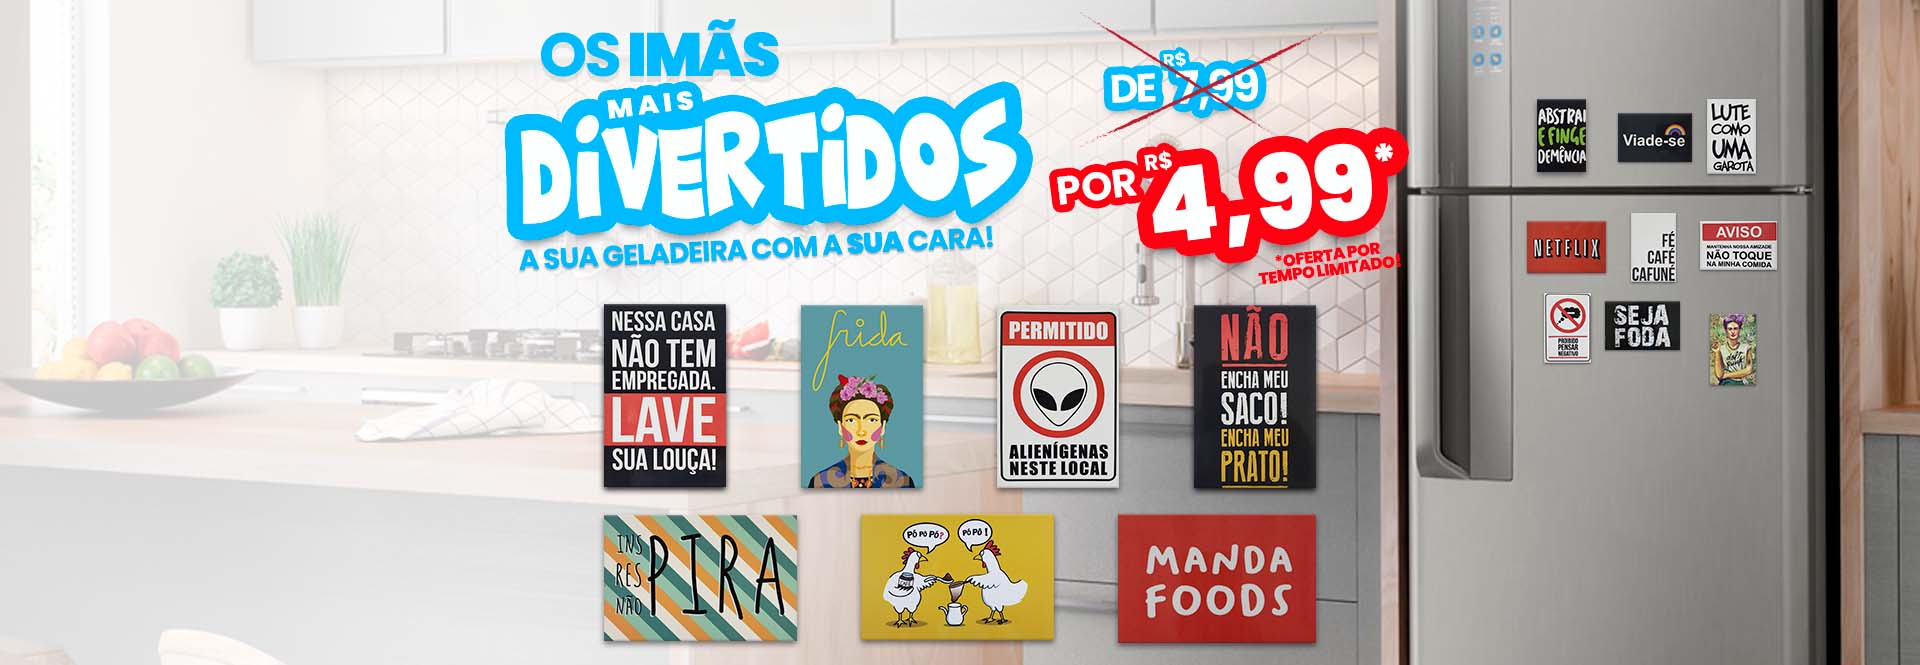 OS IMÃS
MAIS
DIVERTIDOS
A SUA GELADEIRA COM A SUA CARA!
DE R$ 7,99
POR R$ 4,99*
*OFERTA POR
TEMPO LIMITADO!
NESSA CASA
NÃO TEM
EMPREGADA.
LAVE
SUA LOUÇA!
frida
PERMITIDO
ALIENÍGENAS
NESTE LOCAL
NÃO
ENCHA MEU
SACO!
ENCHA MEU
PRATO!
INS
RES
NÃO
PIRA
PÓ PÔ PÓ?
PÓ PÔ!
MANDA
FOODS
ABSTRAI
E FINGE
DEMÊNCIA
Viade-se
LUTE
COMO
UMA
GAROTA
NETFLIX
FÉ
CAFÉ
CAFUNÉ
AVISO
MANTENHA NOSSA AMIZADE
NÃO TOQUE
NA MINHA COMIDA
PROIBIDO
PENSAR
NEGATIVO
SEJA
FODA